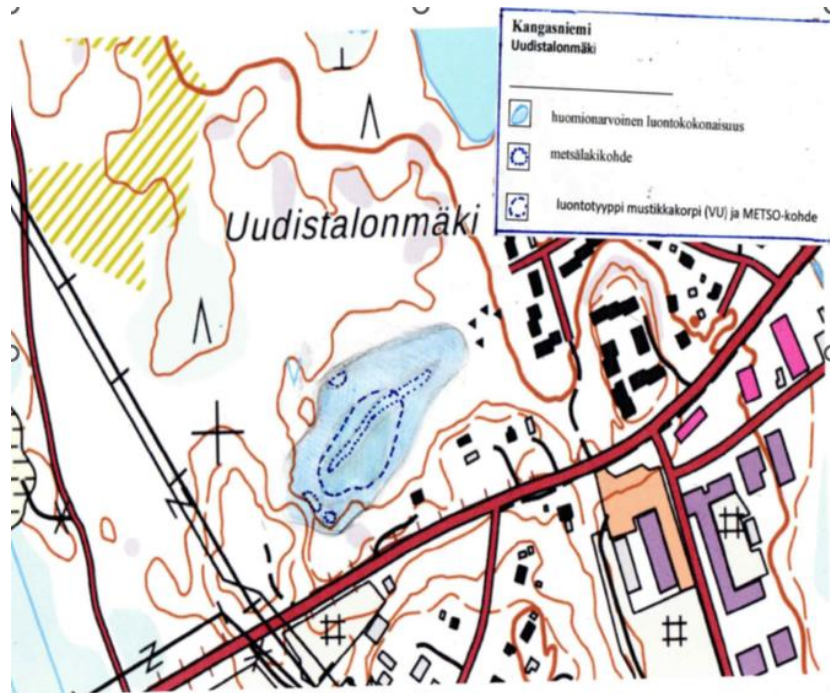 Kangasniemi
Uudistalonmäki
huomionarvoinen luontokokonaisuus
metsälakikohde
luontotyyppi mustikkakorpi (VU) ja METSO-kohde
Uudistalonmäki